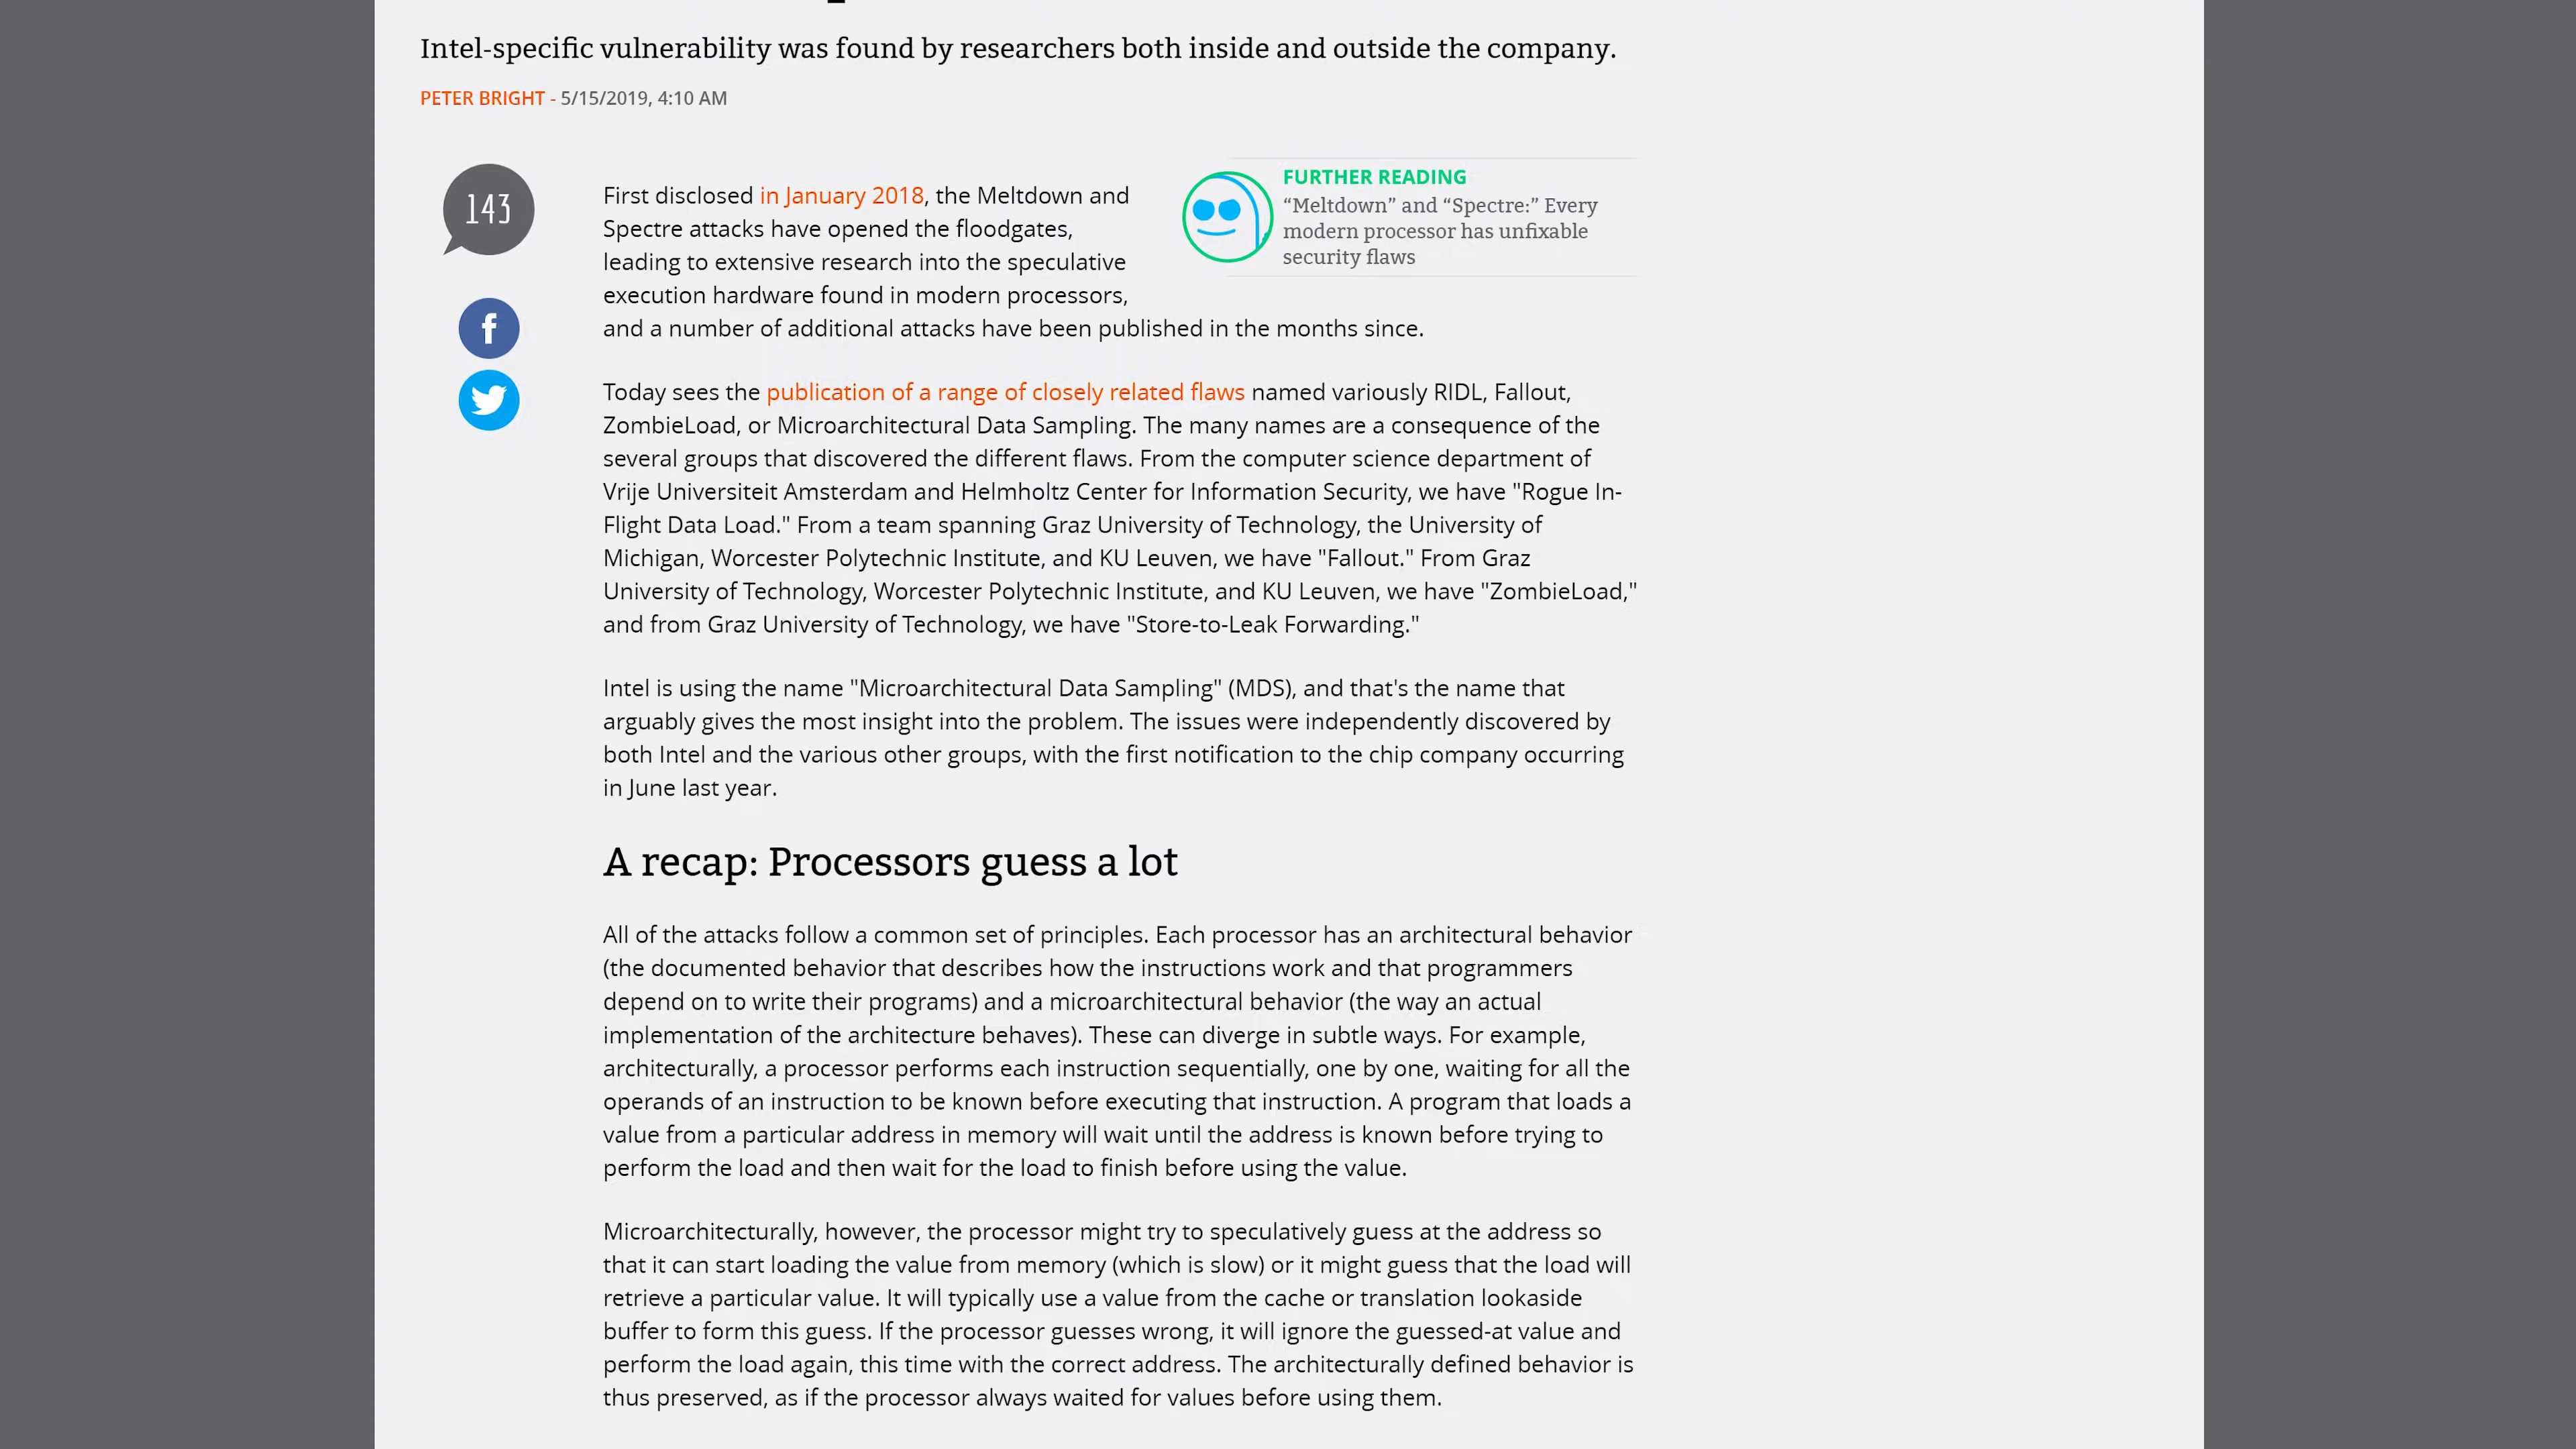 Intel-specific vulnerability was found by researchers both inside and outside the company.
PETER BRIGHT - 5/15/2019, 4:10 AM
143
First disclosed in January 2018, the Meltdown and
Spectre attacks have opened the floodgates,
leading to extensive research into the speculative
execution hardware found in modern processors,
and a number of additional attacks have been published in the months since.
FURTHER READING
“Meltdown” and “Spectre:” Every
modern processor has unfixable
security flaws
Today sees the publication of a range of closely related flaws named variously RIDL, Fallout,
ZombieLoad, or Microarchitectural Data Sampling. The many names are a consequence of the
several groups that discovered the different flaws. From the computer science department of
Vrije Universiteit Amsterdam and Helmholtz Center for Information Security, we have "Rogue In-
Flight Data Load." From a team spanning Graz University of Technology, the University of
Michigan, Worcester Polytechnic Institute, and KU Leuven, we have "Fallout." From Graz
University of Technology, Worcester Polytechnic Institute, and KU Leuven, we have "ZombieLoad,"
and from Graz University of Technology, we have "Store-to-Leak Forwarding."
Intel is using the name "Microarchitectural Data Sampling" (MDS), and that's the name that
arguably gives the most insight into the problem. The issues were independently discovered by
both Intel and the various other groups, with the first notification to the chip company occurring
in June last year.
A recap: Processors guess a lot
All of the attacks follow a common set of principles. Each processor has an architectural behavior
(the documented behavior that describes how the instructions work and that programmers
depend on to write their programs) and a microarchitectural behavior (the way an actual
implementation of the architecture behaves). These can diverge in subtle ways. For example,
architecturally, a processor performs each instruction sequentially, one by one, waiting for all the
operands of an instruction to be known before executing that instruction. A program that loads a
value from a particular address in memory will wait until the address is known before trying to
perform the load and then wait for the load to finish before using the value.
Microarchitecturally, however, the processor might try to speculatively guess at the address so
that it can start loading the value from memory (which is slow) or it might guess that the load will
retrieve a particular value. It will typically use a value from the cache or translation lookaside
buffer to form this guess. If the processor guesses wrong, it will ignore the guessed-at value and
perform the load again, this time with the correct address. The architecturally defined behavior is
thus preserved, as if the processor always waited for values before using them.